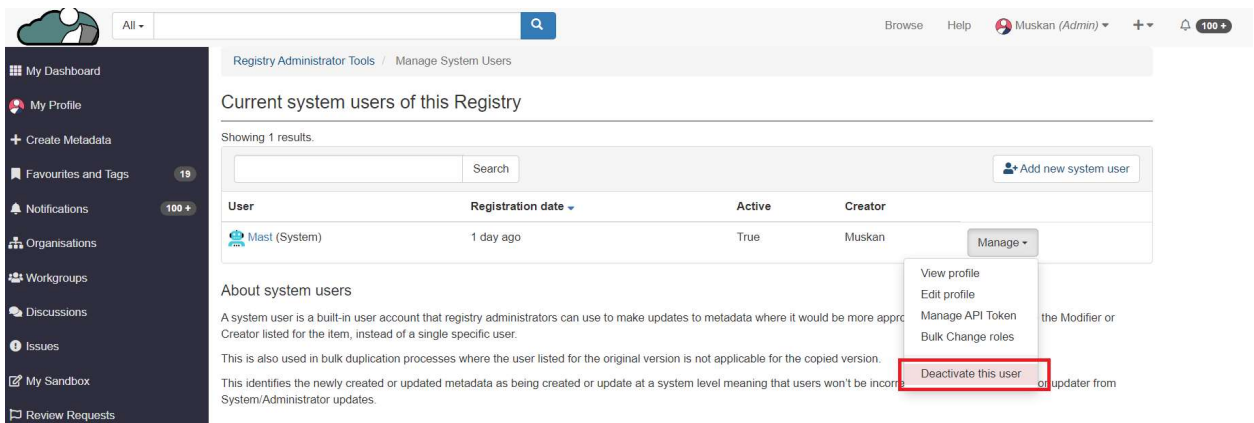 All
Browse Help Muskan (Admin) 100 +
My Dashboard
My Profile
Create Metadata
Favourites and Tags 19
Notifications 100 +
Organisations
Workgroups
Discussions
Issues
My Sandbox
Review Requests
Registry Administrator Tools / Manage System Users
Current system users of this Registry
Showing 1 results.
Search Add new system user
User Registration date Active Creator
Mast (System) 1 day ago True Muskan Manage
View profile
Edit profile
Manage API Token
Bulk Change roles
Deactivate this user
About system users
A system user is a built-in user account that registry administrators can use to make updates to metadata where it would be more the Modifier or
Creator listed for the item, instead of a single specific user.
This is also used in bulk duplication processes where the user listed for the original version is not applicable for the copied version.
This identifies the newly created or updated metadata as being created or update at a system level meaning that users won't be or updater from
System/Administrator updates.